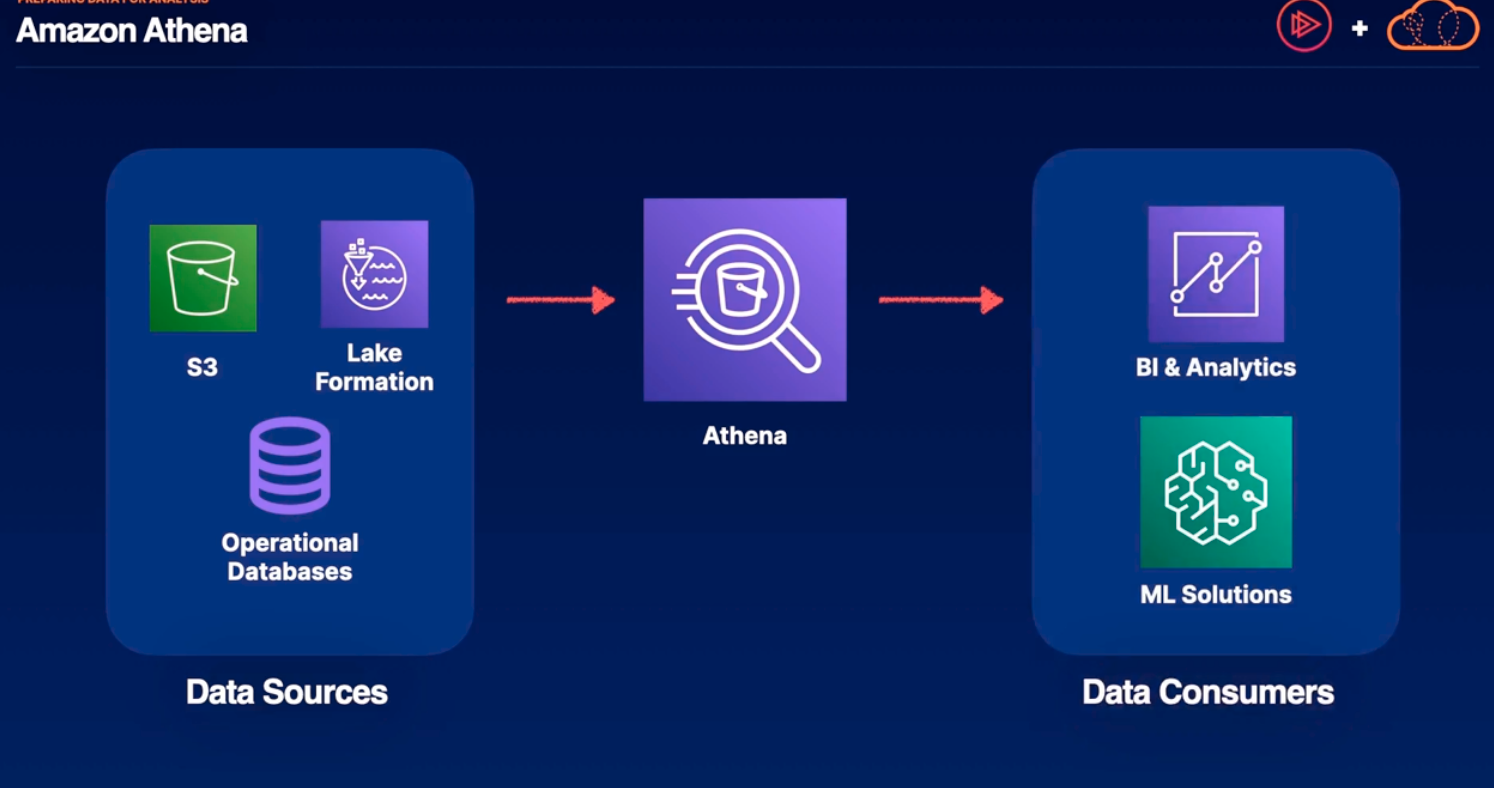 PREPARING DATA FOR ANALYSIS
Amazon Athena
S3
Lake
Formation
Operational
Databases
Data Sources
Athena
BI & Analytics
ML Solutions
Data Consumers